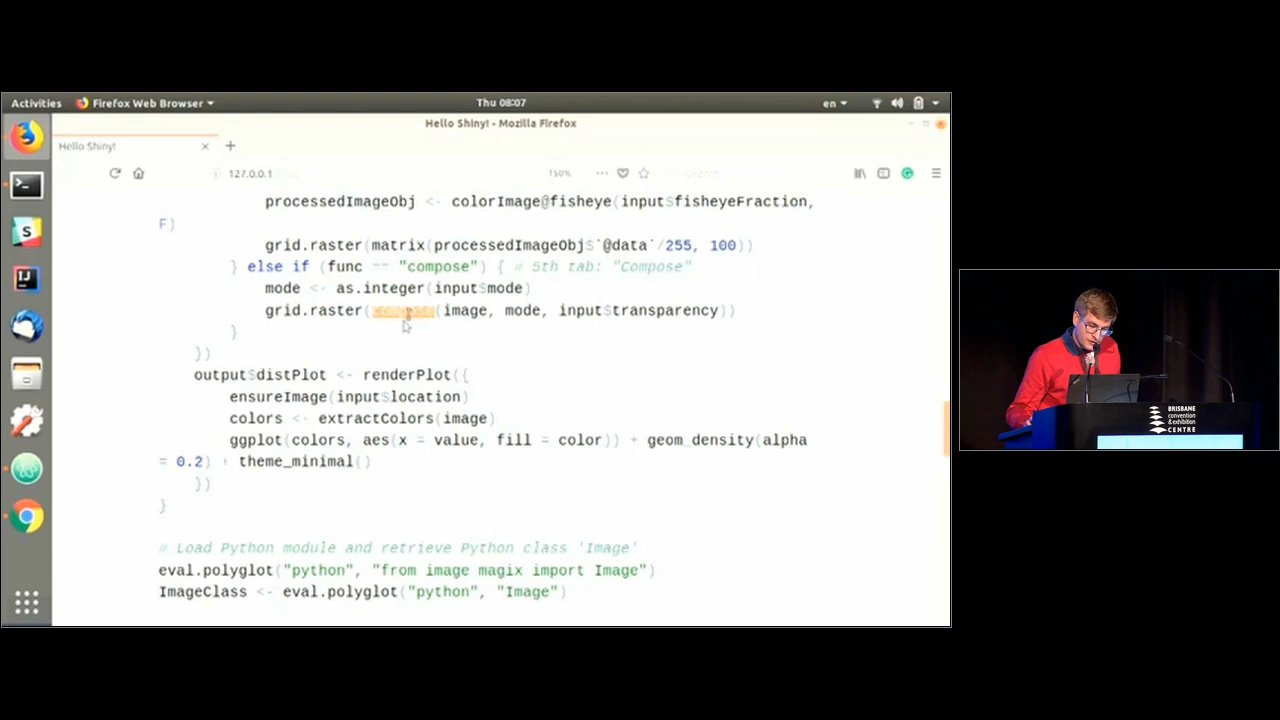 Activities
Firefox Web Browser
Thu 08:07
en
Hello Shiny! - Mozilla Firefox
Hello Shiny!
127.0.0.1
150%
Search
processedImageObj <- colorImage@fisheye(input$fisheyeFraction,
F)
grid.raster(matrix(processedImageObj$`@data`/255, 100))
} else if (func == "compose") { # 5th tab: "Compose"
mode <- as.integer(input$mode)
grid.raster(compose(image, mode, input$transparency))
}
})
output$distPlot <- renderPlot({
ensureImage(input$location)
colors <- extractColors(image)
ggplot(colors, aes(x = value, fill = color)) + geom_density(alpha
= 0.2) + theme_minimal()
})
}
# Load Python module and retrieve Python class 'Image'
eval.polyglot("python", "from image magix import Image")
ImageClass <- eval.polyglot("python", "Image")
BRISBANE
convention
& exhibition
CENTRE